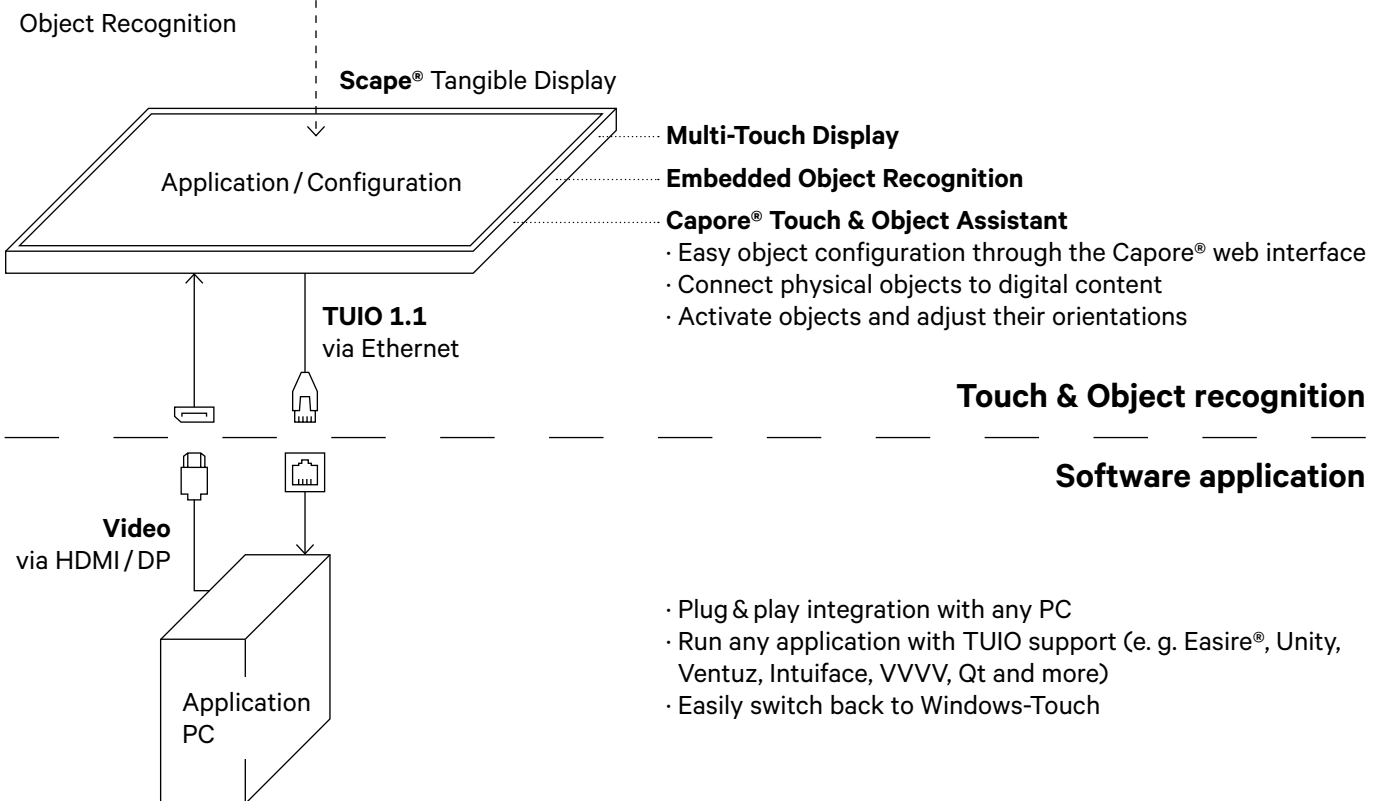 Object Recognition
Scape® Tangible Display
Application / Configuration
Multi-Touch Display
Embedded Object Recognition
Capore® Touch & Object Assistant
· Easy object configuration through the Capore® web interface
· Connect physical objects to digital content
· Activate objects and adjust their orientations
TUIO 1.1
via Ethernet
Touch & Object recognition
Software application
Video
via HDMI / DP
· Plug & play integration with any PC
· Run any application with TUIO support (e. g. Easire®, Unity,
Ventuz, Intuiface, VVVV, Qt and more)
· Easily switch back to Windows-Touch
Application
PC